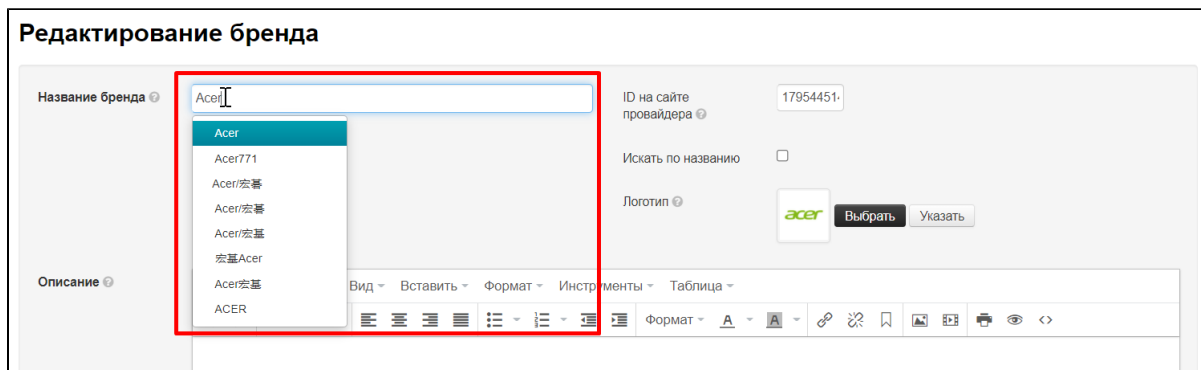 Редактирование бренда
Название бренда
Acer
Acer
Acer771
Acer/宏碁
Acer/宏碁
Acer/宏基
宏基Acer
Acer宏基
ACER
ID на сайте
провайдера
17954451
Искать по названию
Логотип
acer
Выбрать
Указать
Описание
Вид
Вставить
Формат
Инструменты
Таблица
Формат
A
A